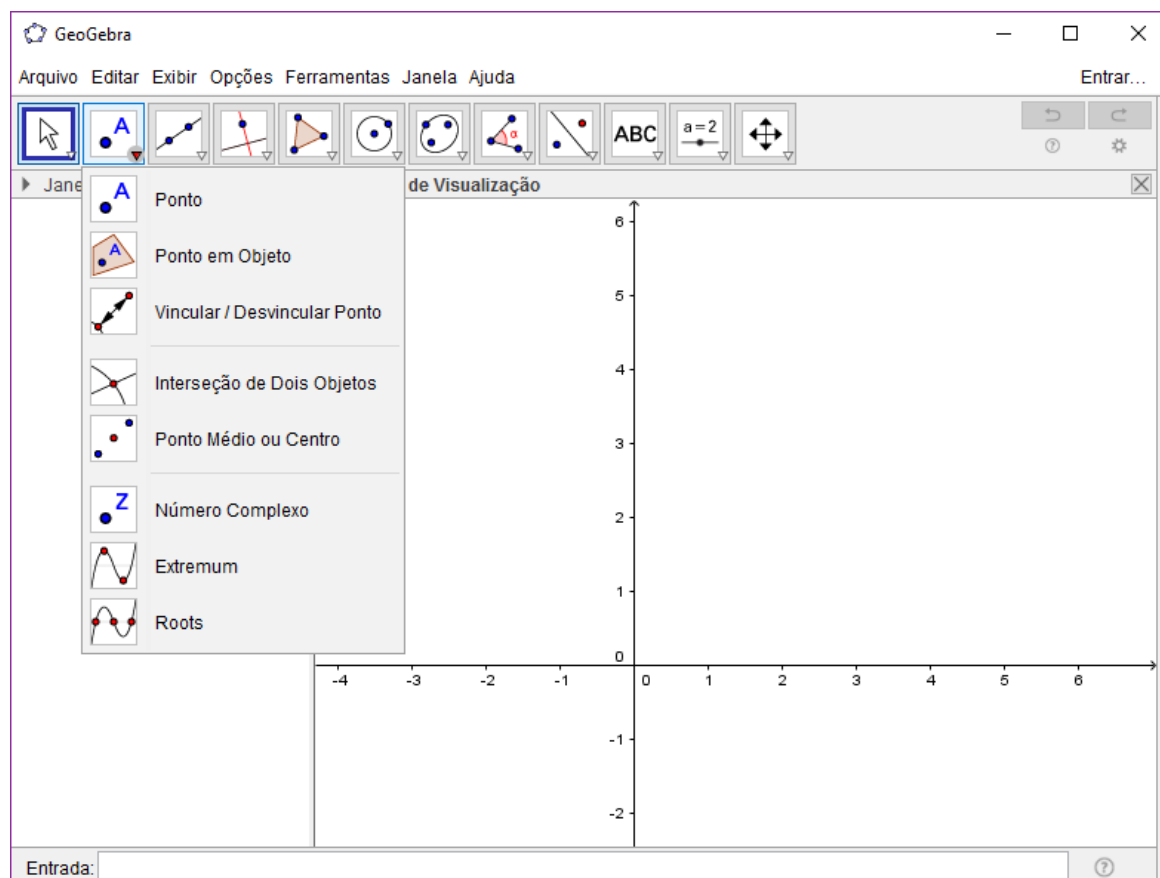 GeoGebra
Arquivo Editar Exibir Opções Ferramentas Janela Ajuda Entrar...
A ABC a=2 α
Jane de Visualização
A Ponto
A Ponto em Objeto
Vincular / Desvincular Ponto
Interseção de Dois Objetos
Ponto Médio ou Centro
Z Número Complexo
Extremum
Roots
6
5
4
3
2
1
0
-4 -3 -2 -1 0 1 2 3 4 5 6
-1
-2
Entrada: